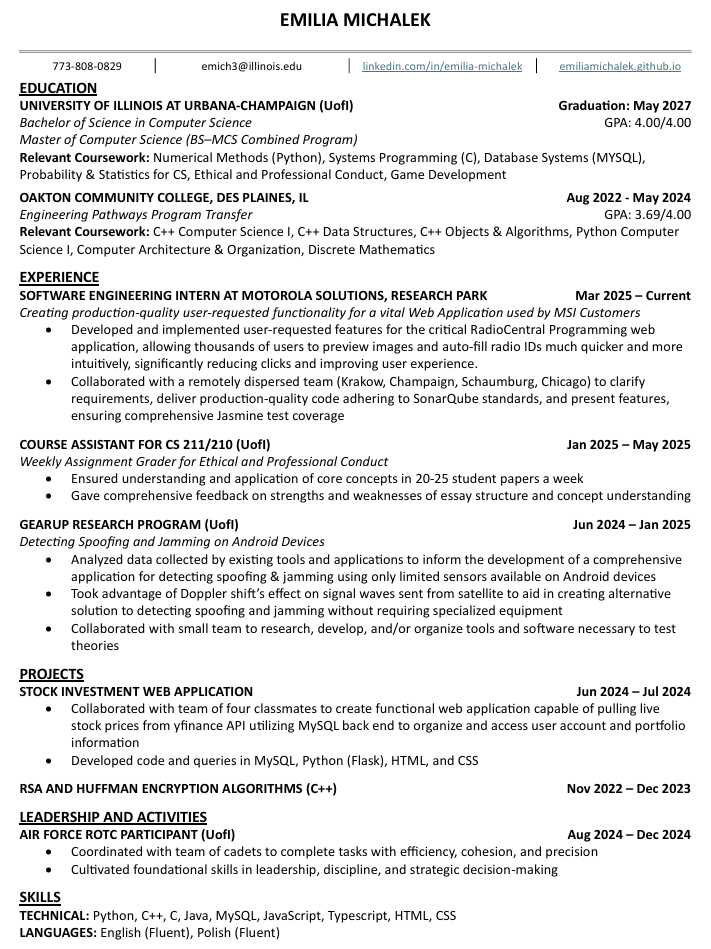 EMILIA MICHALEK
773-808-0829 | emich3@illinois.edu | linkedin.com/in/emilia-michalek | emiliamichalek.github.io
EDUCATION
UNIVERSITY OF ILLINOIS AT URBANA-CHAMPAIGN (UofI) Graduation: May 2027
Bachelor of Science in Computer Science GPA: 4.00/4.00
Master of Computer Science (BS–MCS Combined Program)
Relevant Coursework: Numerical Methods (Python), Systems Programming (C), Database Systems (MYSQL),
Probability & Statistics for CS, Ethical and Professional Conduct, Game Development
OAKTON COMMUNITY COLLEGE, DES PLAINES, IL Aug 2022 - May 2024
Engineering Pathways Program Transfer GPA: 3.69/4.00
Relevant Coursework: C++ Computer Science I, C++ Data Structures, C++ Objects & Algorithms, Python Computer
Science I, Computer Architecture & Organization, Discrete Mathematics
EXPERIENCE
SOFTWARE ENGINEERING INTERN AT MOTOROLA SOLUTIONS, RESEARCH PARK Mar 2025 – Current
Creating production-quality user-requested functionality for a vital Web Application used by MSI Customers
• Developed and implemented user-requested features for the critical RadioCentral Programming web
application, allowing thousands of users to preview images and auto-fill radio IDs much quicker and more
intuitively, significantly reducing clicks and improving user experience.
• Collaborated with a remotely dispersed team (Krakow, Champaign, Schaumburg, Chicago) to clarify
requirements, deliver production-quality code adhering to SonarQube standards, and present features,
ensuring comprehensive Jasmine test coverage
COURSE ASSISTANT FOR CS 211/210 (UofI) Jan 2025 – May 2025
Weekly Assignment Grader for Ethical and Professional Conduct
• Ensured understanding and application of core concepts in 20-25 student papers a week
• Gave comprehensive feedback on strengths and weaknesses of essay structure and concept understanding
GEARUP RESEARCH PROGRAM (UofI) Jun 2024 – Jan 2025
Detecting Spoofing and Jamming on Android Devices
• Analyzed data collected by existing tools and applications to inform the development of a comprehensive
application for detecting spoofing & jamming using only limited sensors available on Android devices
• Took advantage of Doppler shift's effect on signal waves sent from satellite to aid in creating alternative
solution to detecting spoofing and jamming without requiring specialized equipment
• Collaborated with small team to research, develop, and/or organize tools and software necessary to test
theories
PROJECTS
STOCK INVESTMENT WEB APPLICATION Jun 2024 – Jul 2024
• Collaborated with team of four classmates to create functional web application capable of pulling live
stock prices from yfinance API utilizing MySQL back end to organize and access user account and portfolio
information
• Developed code and queries in MySQL, Python (Flask), HTML, and CSS
RSA AND HUFFMAN ENCRYPTION ALGORITHMS (C++) Nov 2022 – Dec 2023
LEADERSHIP AND ACTIVITIES
AIR FORCE ROTC PARTICIPANT (UofI) Aug 2024 – Dec 2024
• Coordinated with team of cadets to complete tasks with efficiency, cohesion, and precision
• Cultivated foundational skills in leadership, discipline, and strategic decision-making
SKILLS
TECHNICAL: Python, C++, C, Java, MySQL, JavaScript, Typescript, HTML, CSS
LANGUAGES: English (Fluent), Polish (Fluent)